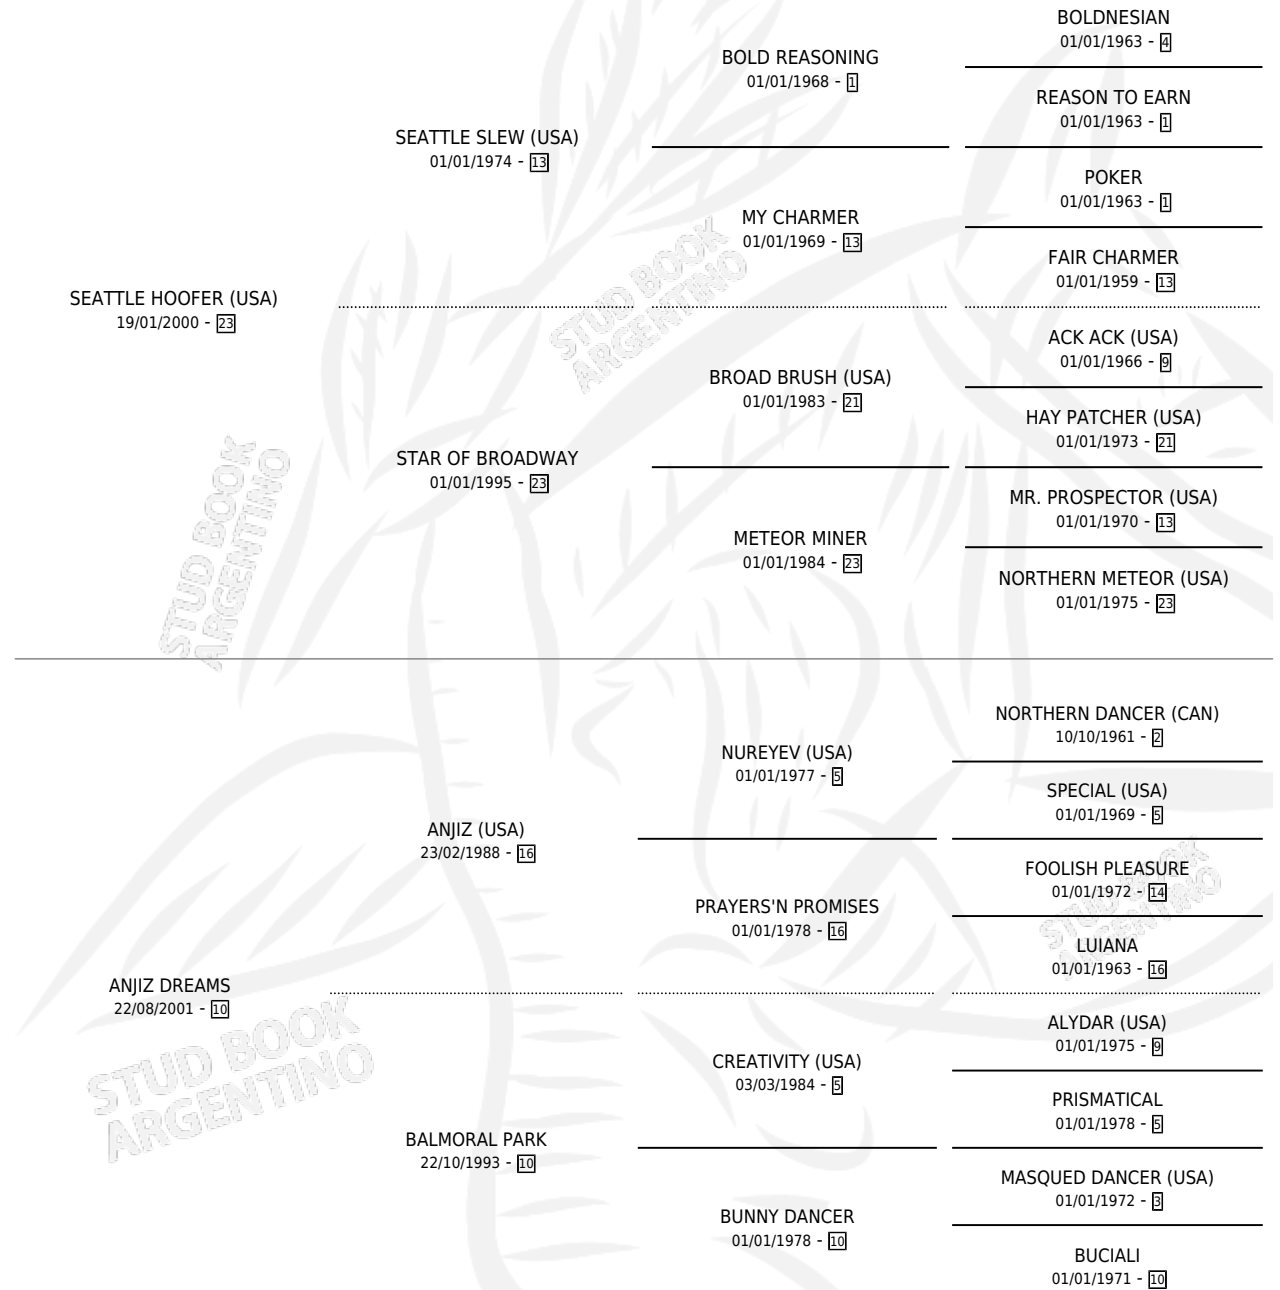 BOLDNESIAN
01/01/1963 - 4
BOLD REASONING
01/01/1968 - 1
REASON TO EARN
01/01/1963 - 1
SEATTLE SLEW (USA)
01/01/1974 - 13
POKER
01/01/1963 - 1
MY CHARMER
01/01/1969 - 13
FAIR CHARMER
01/01/1959 - 13
SEATTLE HOOFER (USA)
19/01/2000 - 23
STUD BOOK
ARGENTINO
ACK ACK (USA)
01/01/1966 - 9
BROAD BRUSH (USA)
01/01/1983 - 21
HAY PATCHER (USA)
01/01/1973 - 21
STAR OF BROADWAY
01/01/1995 - 23
MR. PROSPECTOR (USA)
01/01/1970 - 13
METEOR MINER
01/01/1984 - 23
NORTHERN METEOR (USA)
01/01/1975 - 23
STUD BOOK
ARGENTINO
NORTHERN DANCER (CAN)
10/10/1961 - 2
NUREYEV (USA)
01/01/1977 - 5
SPECIAL (USA)
01/01/1969 - 5
ANJIZ (USA)
23/02/1988 - 16
FOOLISH PLEASURE
01/01/1972 - 14
PRAYERS'N PROMISES
01/01/1978 - 16
LUIANA
01/01/1963 - 16
STUD BOOK
ARGENTINO
ANJIZ DREAMS
22/08/2001 - 10
ALYDAR (USA)
01/01/1975 - 9
CREATIVITY (USA)
03/03/1984 - 5
PRISMATICAL
01/01/1978 - 5
BALMORAL PARK
22/10/1993 - 10
MASQUED DANCER (USA)
01/01/1972 - 3
BUNNY DANCER
01/01/1978 - 10
BUCIALI
01/01/1971 - 10
STUD BOOK
ARGENTINO